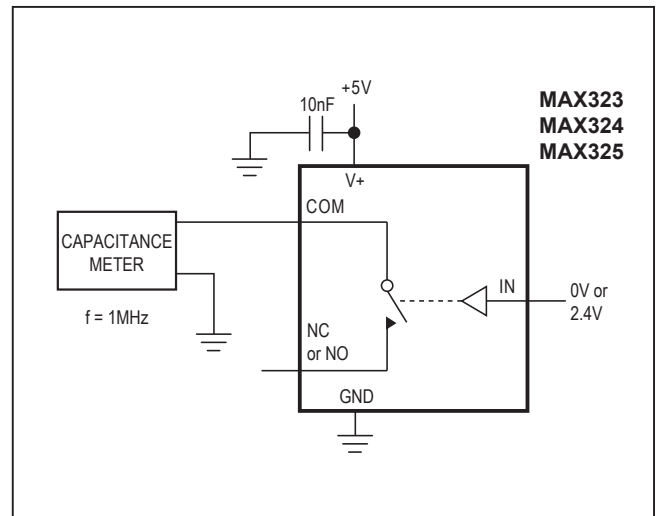 +5V
10nF
MAX323
MAX324
MAX325
V+
COM
CAPACITANCE
METER
IN
0V or
2.4V
f = 1MHz
NC
or NO
GND